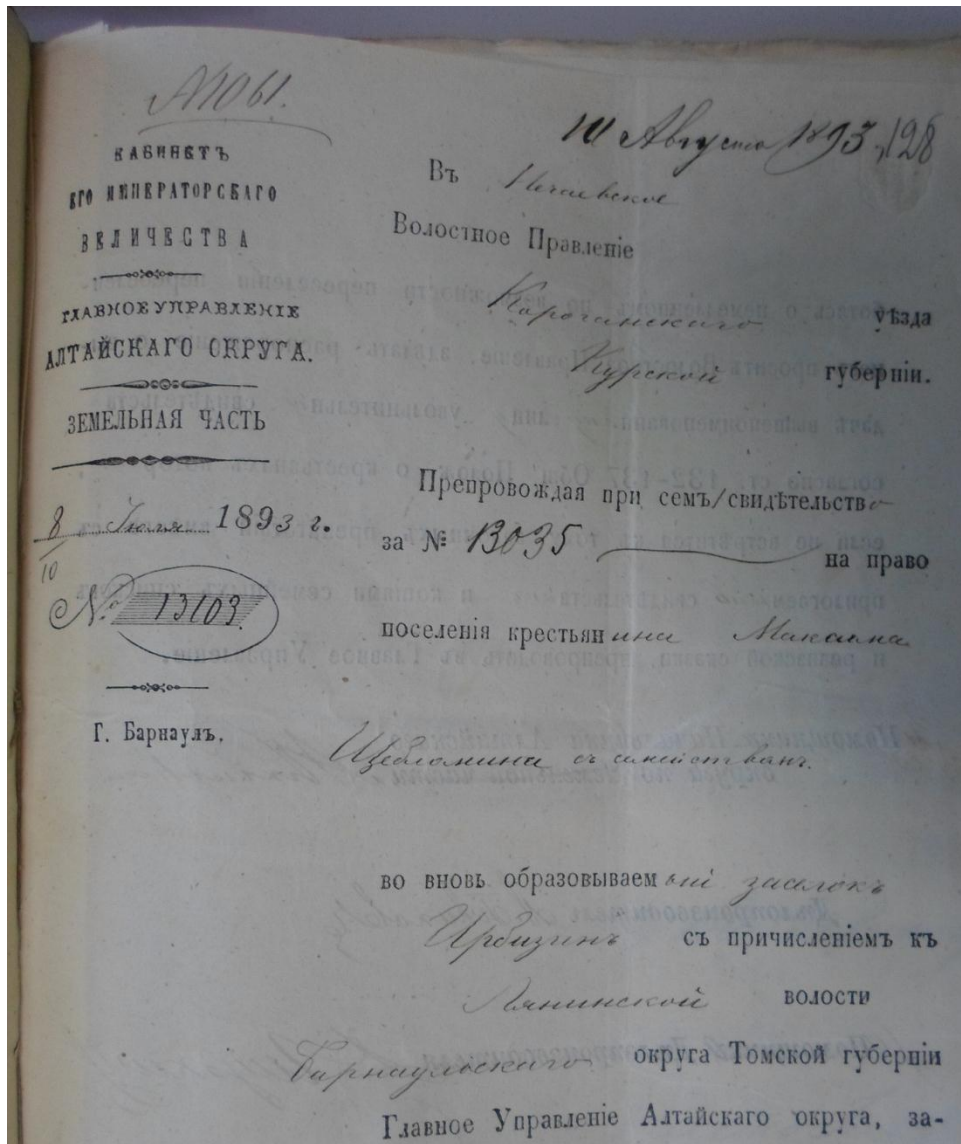 №1061.
КАБИНЕТЪ
ЕГО ИМПЕРАТОРСКАГО
ВЕЛИЧЕСТВА
ГЛАВНОЕ УПРАВЛЕНІЕ
АЛТАЙСКАГО ОКРУГА.
ЗЕМЕЛЬНАЯ ЧАСТЬ
8/10 Іюля 1893 г.
№ 13103
Г. Барнаулъ.
10 Августа 1893. 128
Въ
Волостное Правленіе
Корочанскаго уѣзда
Курской губерніи.
Препровождая при семъ/свидѣтельство
за № 13035 на право
поселенія крестьянина
съ семействомъ
во вновь образовываемый заселокъ
Ирбизинъ съ причисленіемъ къ
Лянинской волости
Барнаульскаго округа Томской губерніи
Главное Управленіе Алтайскаго округа, за-